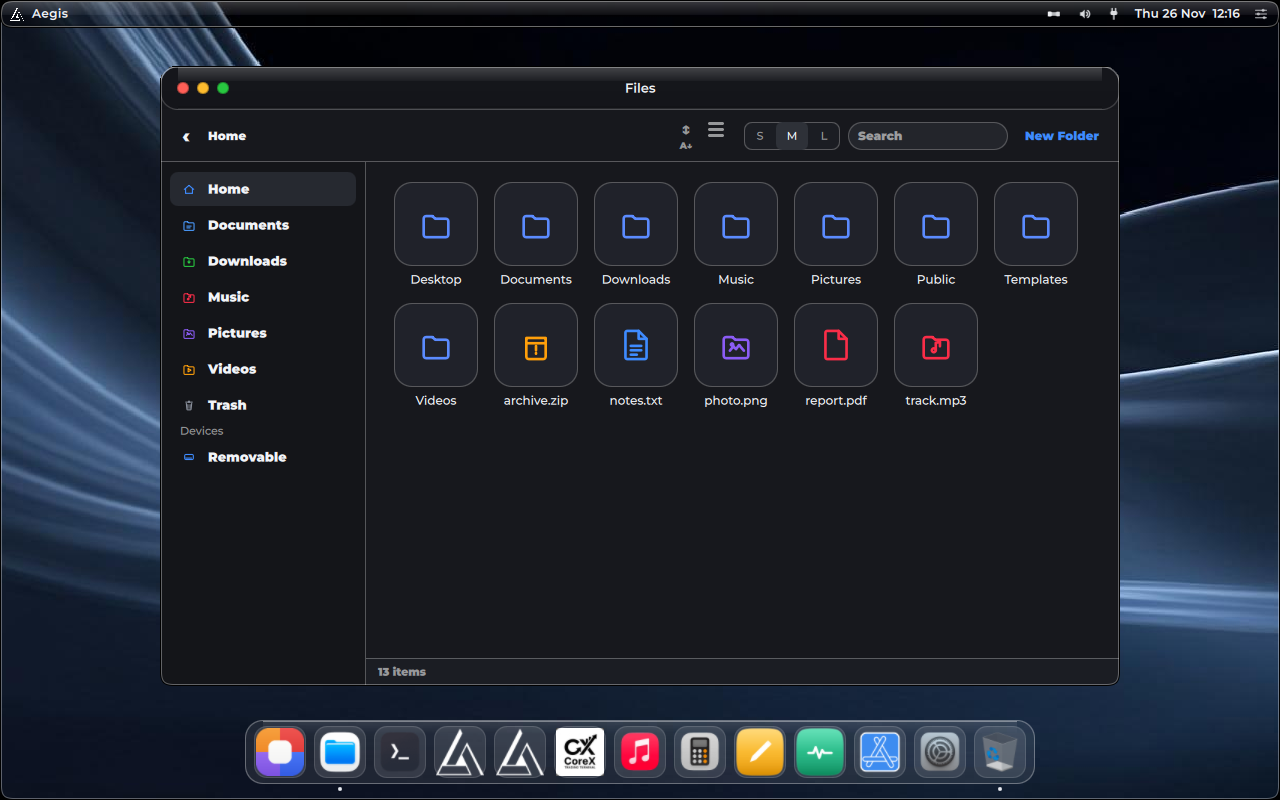 Aegis
Thu 26 Nov 12:16
Files
Home
A+
S M L
Search
New Folder
Home
Documents
Downloads
Music
Pictures
Videos
Trash
Devices
Removable
Desktop Documents Downloads Music Pictures Public Templates
Videos archive.zip notes.txt photo.png report.pdf track.mp3
13 items
CX
CoreX